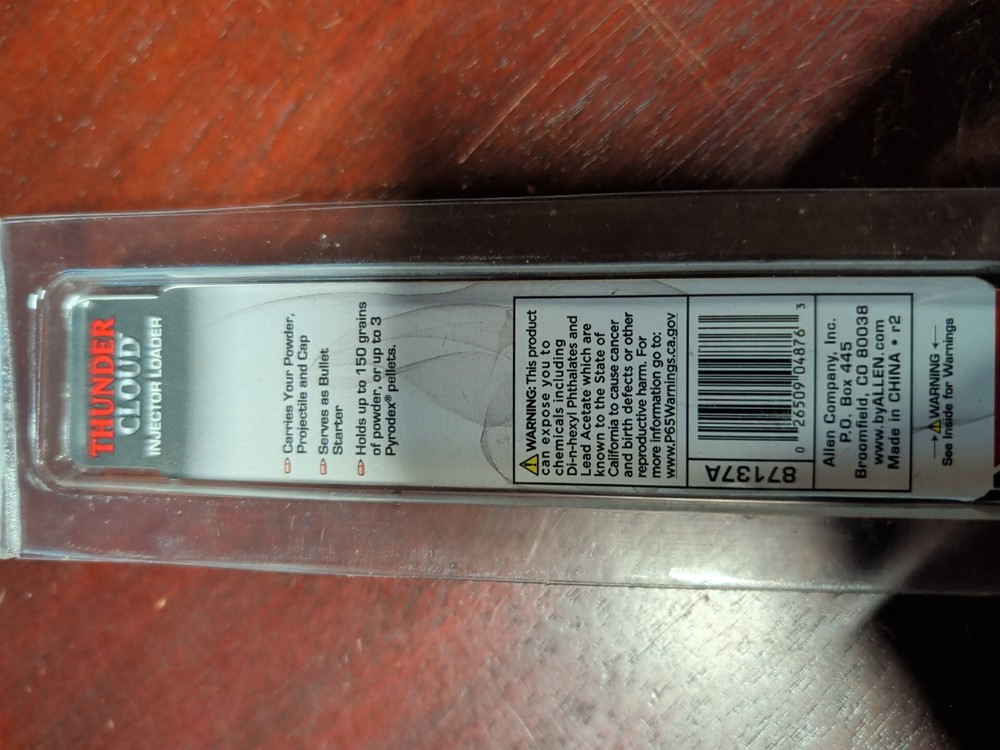 THUNDER
CLOUD
INJECTOR LOADER
Carries Your Powder,
Projectile and Cap
Serves as Bullet
Starter
Holds up to 150 grains
of powder, or up to 3
Pyrodex® pellets.
WARNING: This product
can expose you to
chemicals including
Di-n-hexyl Phthalates and
Lead Acetate which are
known to the State of
California to cause cancer
and birth defects or other
reproductive harm. For
more information go to:
www.P65Warnings.ca.gov
87137A
0 26509 04876 3
Allen Company, Inc.
P.O. Box 445
Broomfield, CO 80038
www.byALLEN.com
Made in CHINA • r2
WARNING
See Inside for Warnings